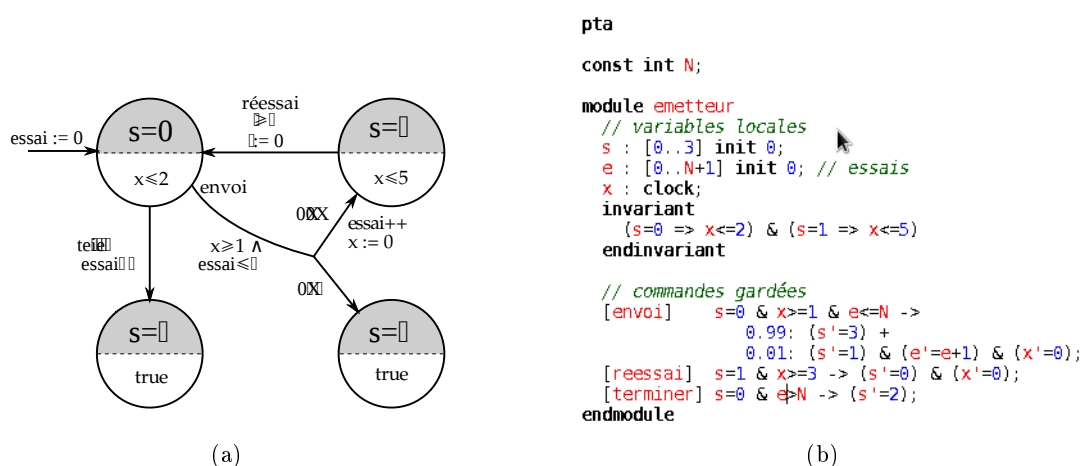 essai := 0
s=0
x⩽2
réessai
:= 0
s=
x⩽5
envoi
x⩾1 ∧
essai⩽
essai++
x := 0
essai
s=
true
s=
true
(a)
pta
const int N;
module emetteur
// variables locales
s : [0..3] init 0;
e : [0..N+1] init 0; // essais
x : clock;
invariant
(s=0 => x<=2) & (s=1 => x<=5)
endinvariant
// commandes gardées
[envoi] s=0 & x>=1 & e<=N ->
0.99: (s'=3) +
0.01: (s'=1) & (e'=e+1) & (x'=0);
[reessai] s=1 & x>=3 -> (s'=0) & (x'=0);
[terminer] s=0 & e>N -> (s'=2);
endmodule
(b)